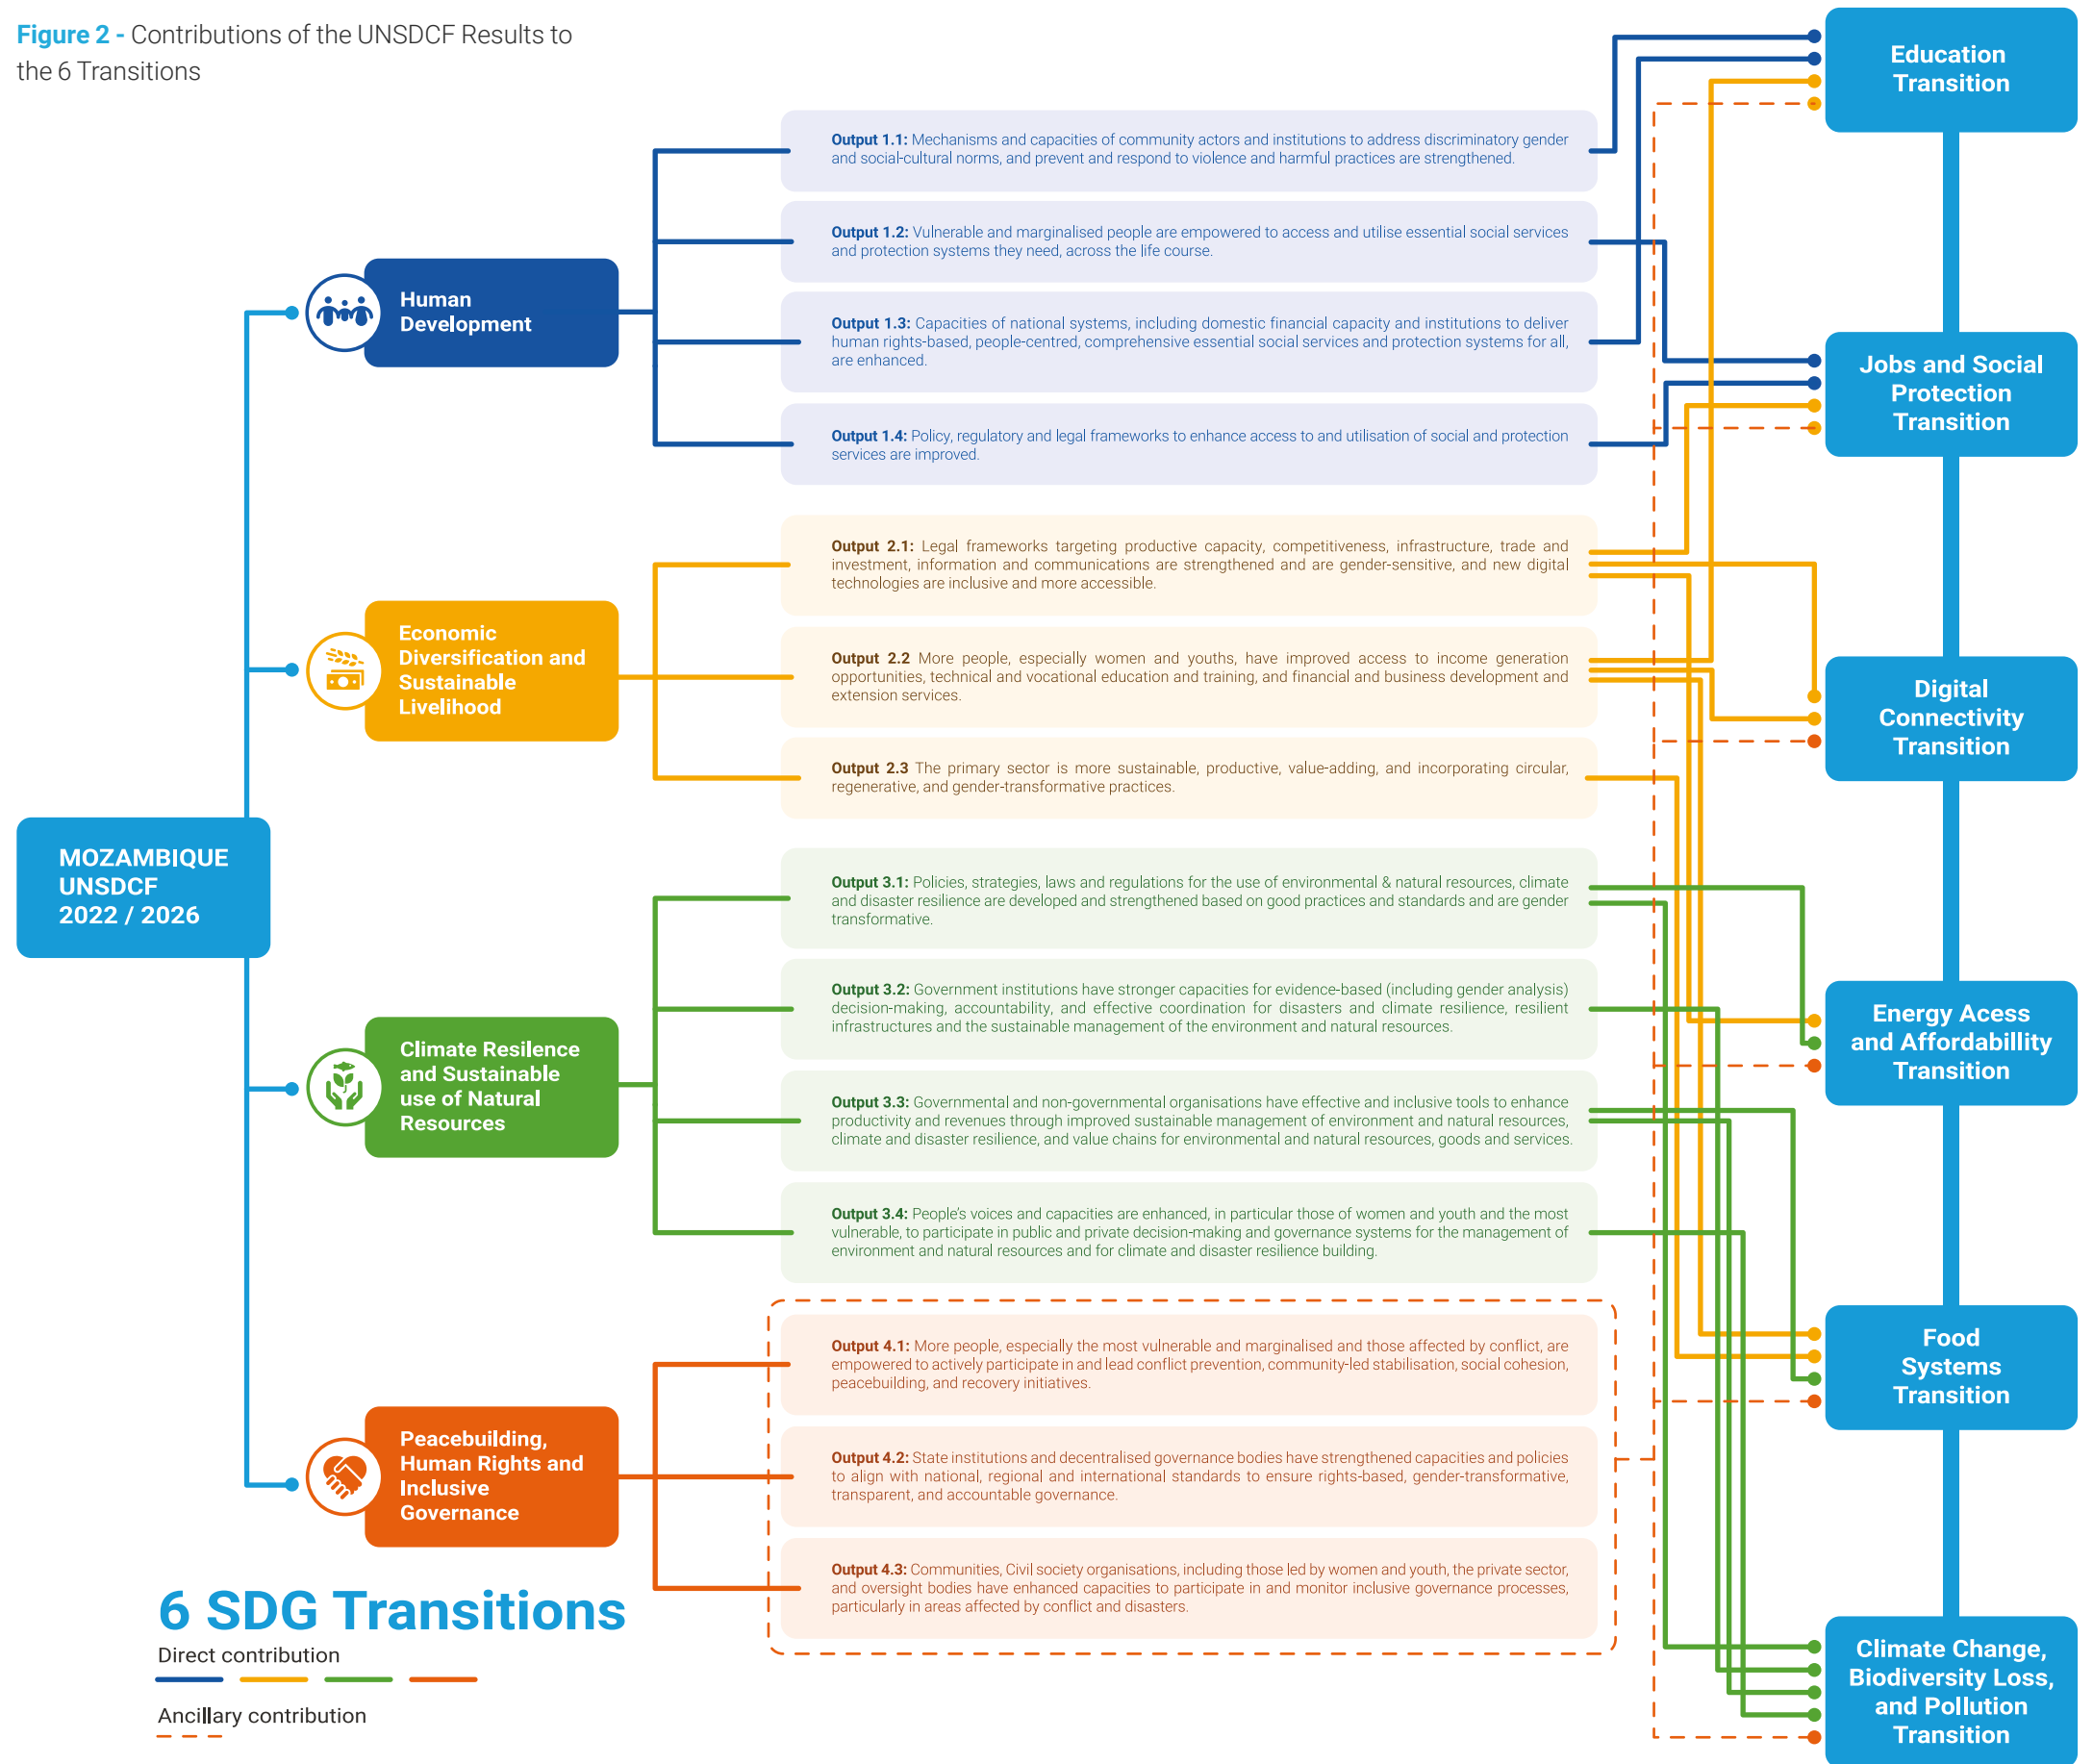 Figure 2 - Contributions of the UNSDCF Results to
the 6 Transitions
MOZAMBIQUE
UNSDCF
2022 / 2026
Human
Development
Output 1.1: Mechanisms and capacities of community actors and institutions to address discriminatory gender
and social-cultural norms, and prevent and respond to violence and harmful practices are strengthened.
Output 1.2: Vulnerable and marginalised people are empowered to access and utilise essential social services
and protection systems they need, across the life course.
Output 1.3: Capacities of national systems, including domestic financial capacity and institutions to deliver
human rights-based, people-centred, comprehensive essential social services and protection systems for all,
are enhanced.
Output 1.4: Policy, regulatory and legal frameworks to enhance access to and utilisation of social and protection
services are improved.
Economic
Diversification and
Sustainable
Livelihood
Output 2.1: Legal frameworks targeting productive capacity, competitiveness, infrastructure, trade and
investment, information and communications are strengthened and are gender-sensitive, and new digital
technologies are inclusive and more accessible.
Output 2.2 More people, especially women and youths, have improved access to income generation
opportunities, technical and vocational education and training, and financial and business development and
extension services.
Output 2.3 The primary sector is more sustainable, productive, value-adding, and incorporating circular,
regenerative, and gender-transformative practices.
Climate Resilence
and Sustainable
use of Natural
Resources
Output 3.1: Policies, strategies, laws and regulations for the use of environmental & natural resources, climate
and disaster resilience are developed and strengthened based on good practices and standards and are gender
transformative.
Output 3.2: Government institutions have stronger capacities for evidence-based (including gender analysis)
decision-making, accountability, and effective coordination for disasters and climate resilience, resilient
infrastructures and the sustainable management of the environment and natural resources.
Output 3.3: Governmental and non-governmental organisations have effective and inclusive tools to enhance
productivity and revenues through improved sustainable management of environment and natural resources,
climate and disaster resilience, and value chains for environmental and natural resources, goods and services.
Output 3.4: People's voices and capacities are enhanced, in particular those of women and youth and the most
vulnerable, to participate in public and private decision-making and governance systems for the management of
environment and natural resources and for climate and disaster resilience building.
Peacebuilding,
Human Rights and
Inclusive
Governance
Output 4.1: More people, especially the most vulnerable and marginalised and those affected by conflict, are
empowered to actively participate in and lead conflict prevention, community-led stabilisation, social cohesion,
peacebuilding, and recovery initiatives.
Output 4.2: State institutions and decentralised governance bodies have strengthened capacities and policies
to align with national, regional and international standards to ensure rights-based, gender-transformative,
transparent, and accountable governance.
Output 4.3: Communities, Civil society organisations, including those led by women and youth, the private sector,
and oversight bodies have enhanced capacities to participate in and monitor inclusive governance processes,
particularly in areas affected by conflict and disasters.
Education
Transition
Jobs and Social
Protection
Transition
Digital
Connectivity
Transition
Energy Acess
and Affordabillity
Transition
Food
Systems
Transition
Climate Change,
Biodiversity Loss,
and Pollution
Transition
6 SDG Transitions
Direct contribution
Ancillary contribution